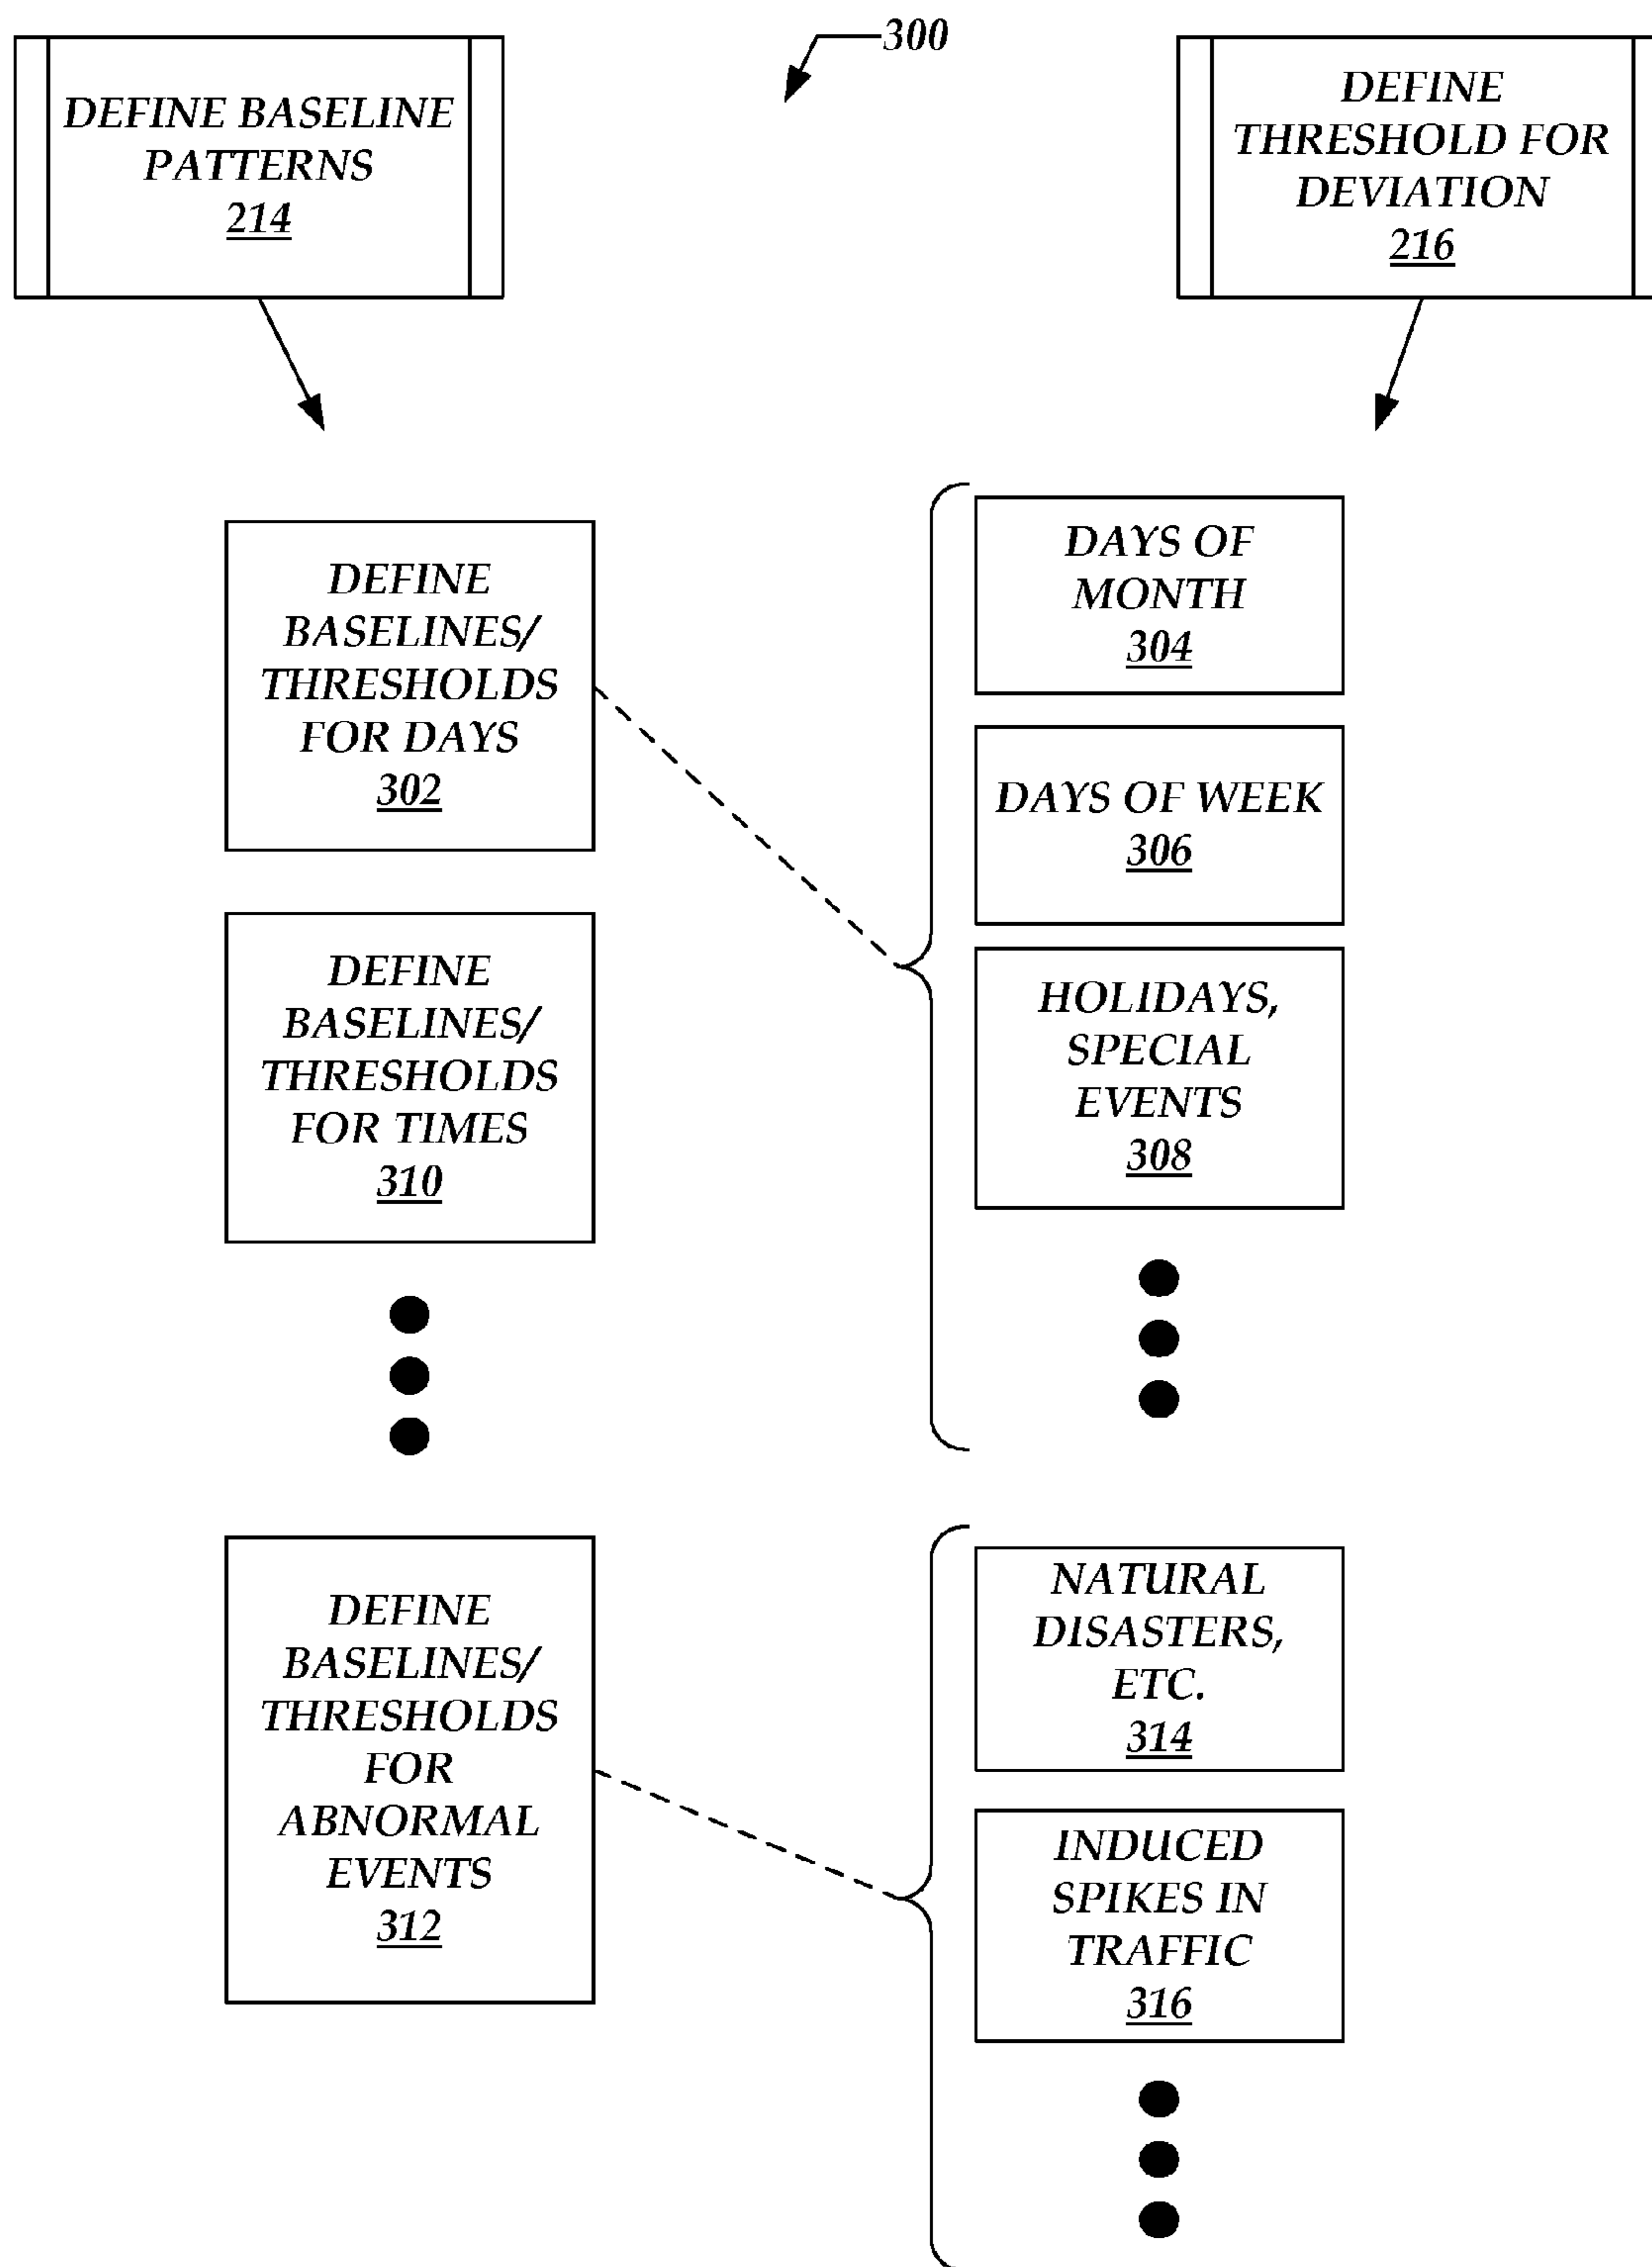 300
DEFINE BASELINE
PATTERNS
214
DEFINE
THRESHOLD FOR
DEVIATION
216
DEFINE
BASELINES/
THRESHOLDS
FOR DAYS
302
DAYS OF
MONTH
304
DAYS OF WEEK
306
HOLIDAYS,
SPECIAL
EVENTS
308
DEFINE
BASELINES/
THRESHOLDS
FOR TIMES
310
DEFINE
BASELINES/
THRESHOLDS
FOR
ABNORMAL
EVENTS
312
NATURAL
DISASTERS,
ETC.
314
INDUCED
SPIKES IN
TRAFFIC
316